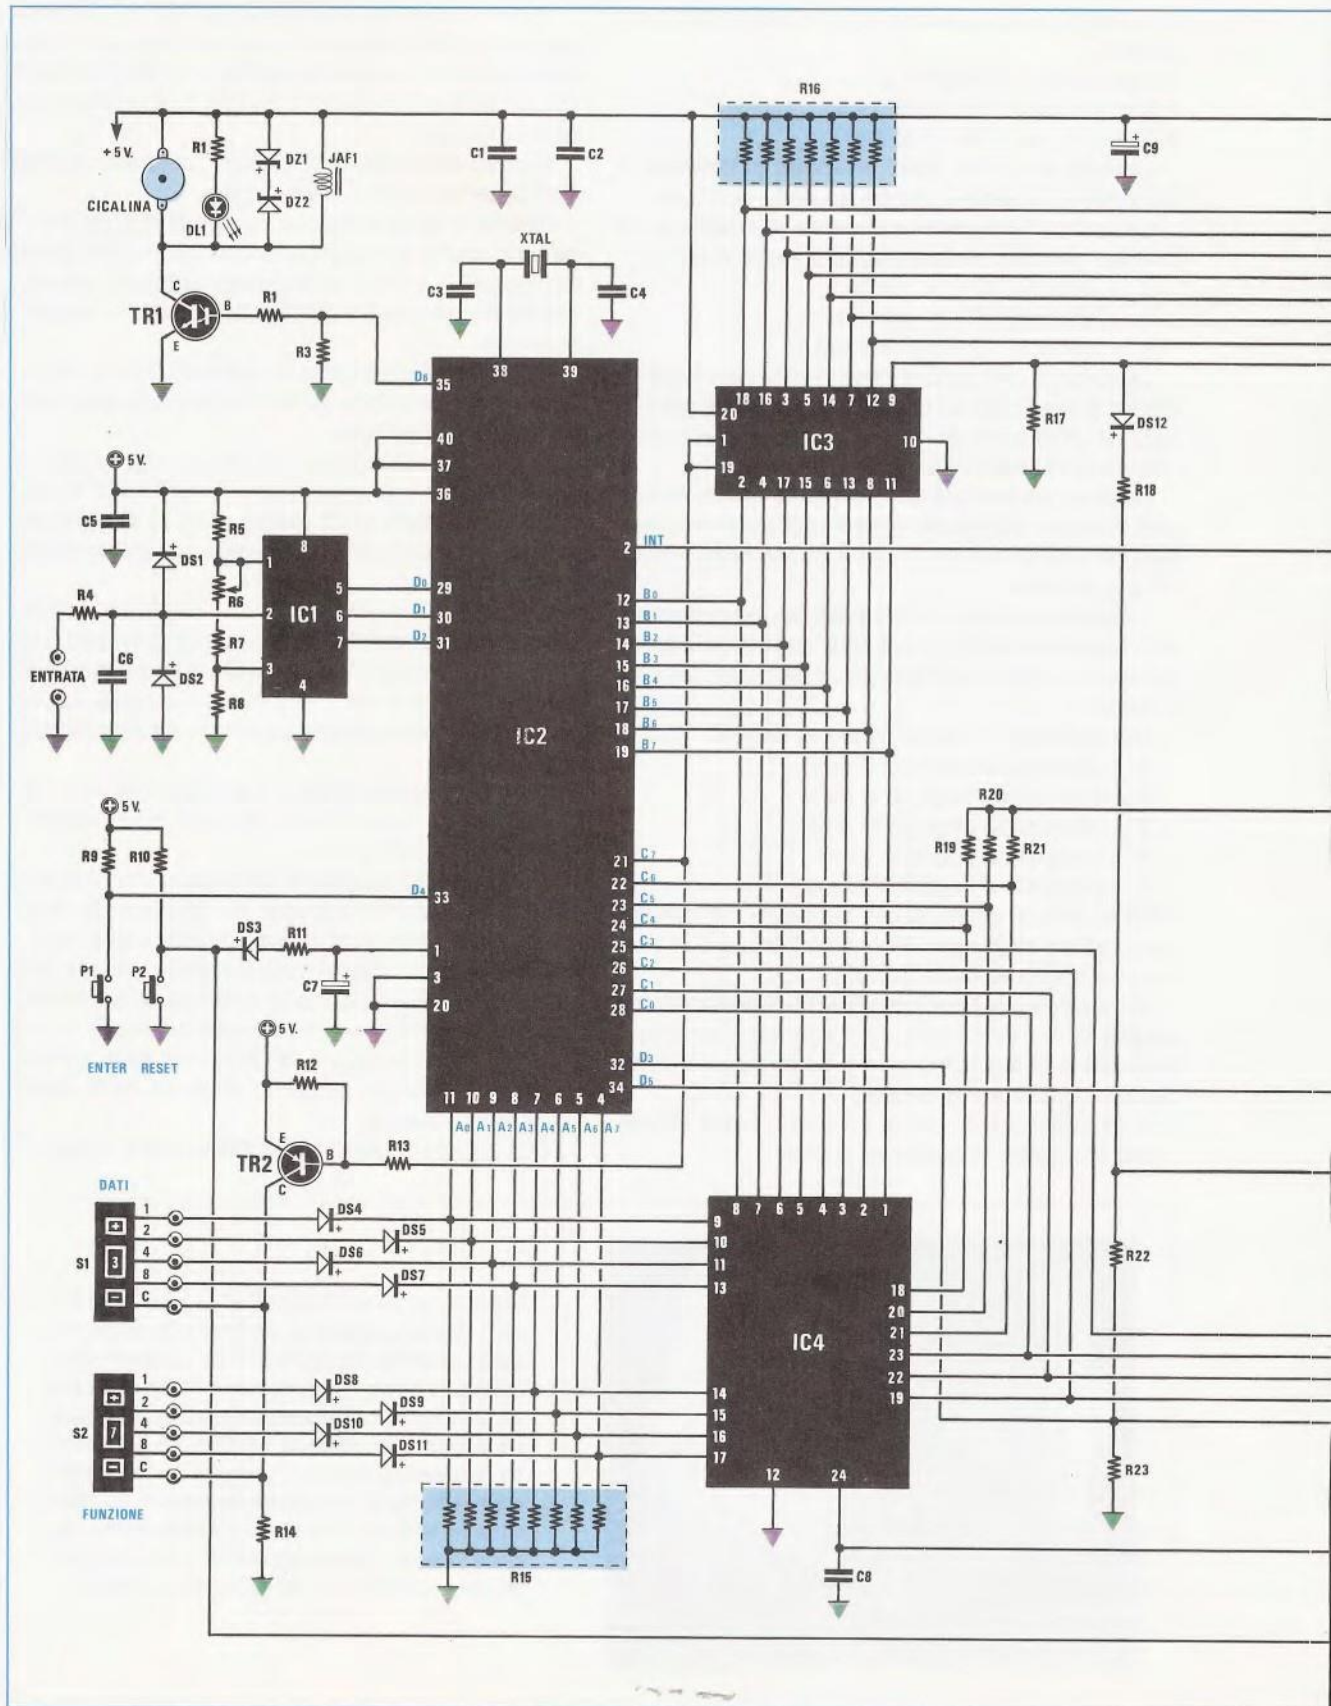 R16
+5V.
R1
DZ1
JAF1
C1
C2
C9
CICALINA
DL1
DZ2
XTAL
C3
C4
C
B
E
TR1
R1
R3
D6
35
38
39
18 16 3 5 14 7 12 9
20
1
19
IC3
10
2 4 17 15 6 13 8 11
R17
DS12
R18
40
37
36
5 V.
C5
DS1
R5
R6
8
1
2
3
IC1
5
6
7
4
D0 29
D1 30
D2 31
R4
ENTRATA
C6
DS2
R7
R8
IC2
2 INT
12 B0
13 B1
14 B2
15 B3
16 B4
17 B5
18 B6
19 B7
R20
R19
R21
5 V.
R9
R10
D4 33
21 C7
22 C6
23 C5
24 C4
25 C3
26 C2
27 C1
28 C0
DS3
R11
1
3
20
P1
P2
C7
ENTER RESET
5 V.
R12
32 D3
34 D5
11 10 9 8 7 6 5 4
A0 A1 A2 A3 A4 A5 A6 A7
E
B
C
TR2
R13
DATI
S1
1
2
4
8
C
+
3
−
DS4
DS5
DS6
DS7
8 7 6 5 4 3 2 1
9
10
11
13
IC4
18
20
21
23
22
19
R22
S2
1
2
4
8
C
+
7
−
DS8
DS9
DS10
DS11
14
15
16
17
12
24
R23
FUNZIONE
R14
R15
C8